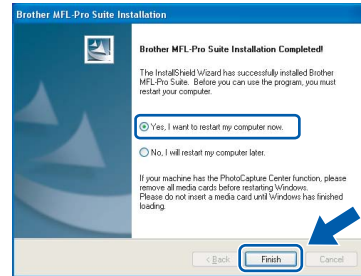 Brother MFL-Pro Suite Installation
Brother MFL-Pro Suite Installation Completed!
The InstallShield Wizard has successfully installed Brother
MFL-Pro Suite. Before you can use the program, you must
restart your computer.
Yes, I want to restart my computer now.
No, I will restart my computer later.
If your machine has the PhotoCapture Center function, please
remove all media cards before restarting Windows.
Please do not insert a media card until Windows has finished
loading.
< Back
Finish
Cancel